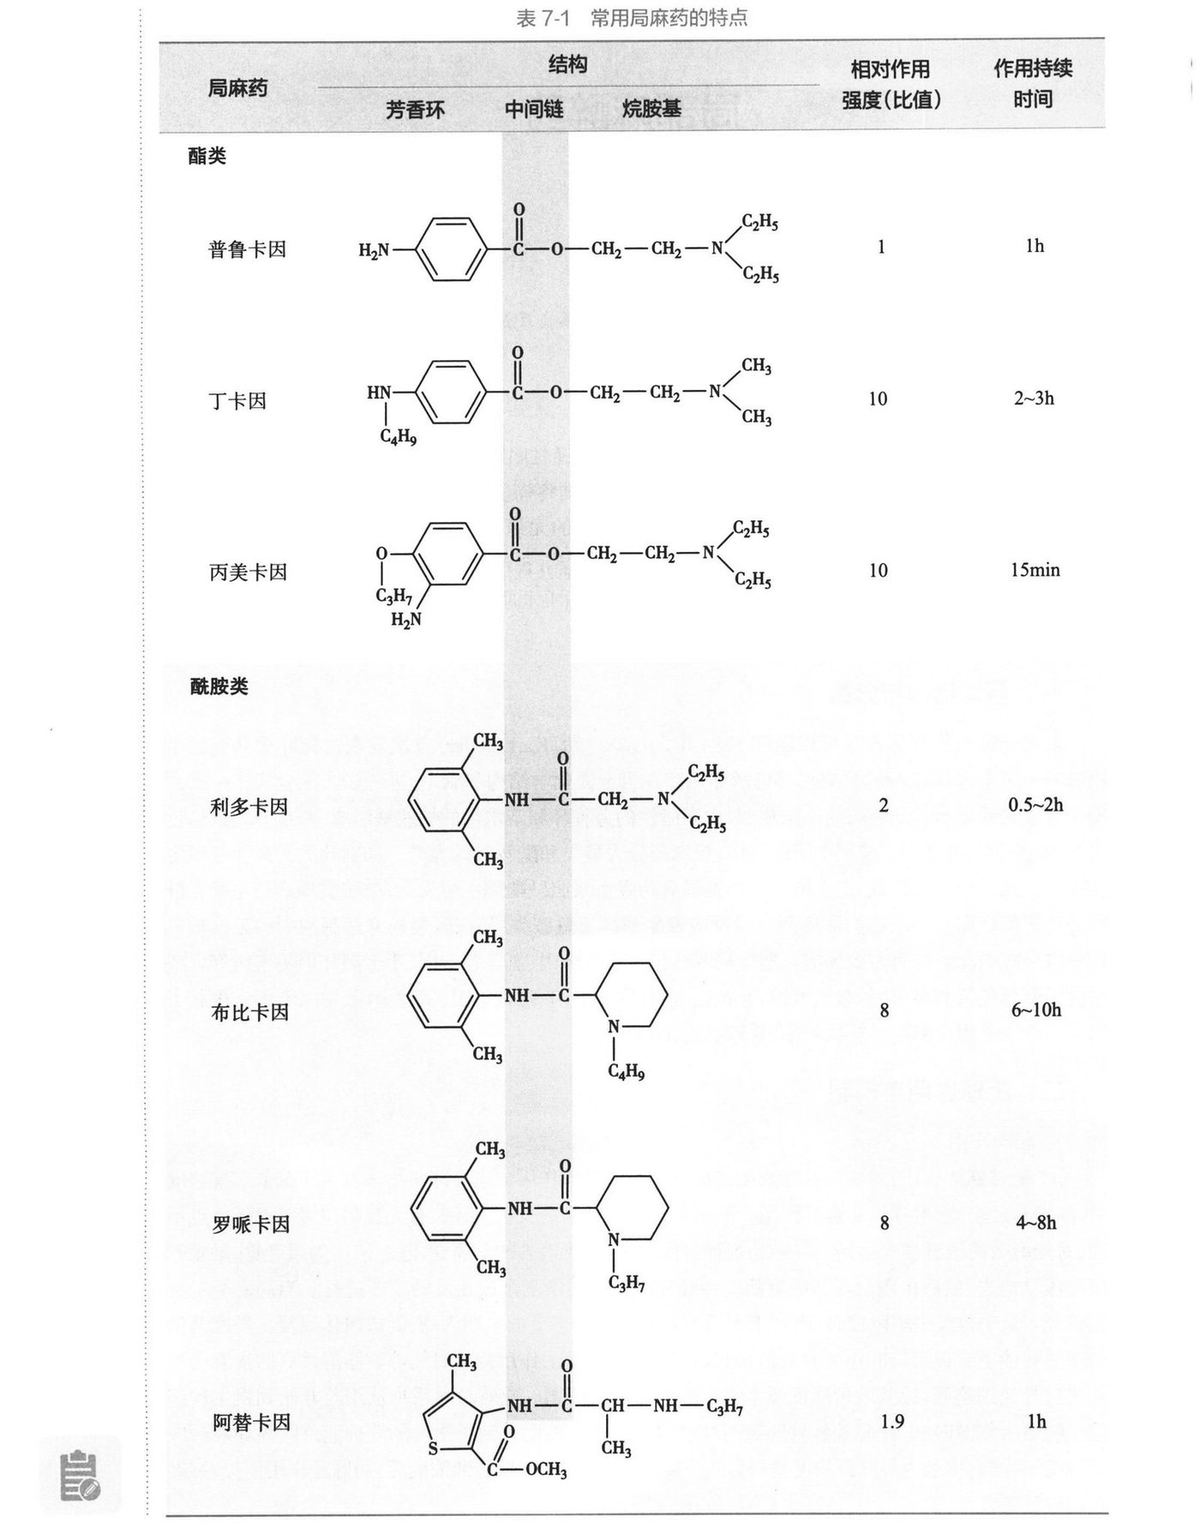 表 7-1 常用局麻药的特点
局麻药 结构 相对作用强度(比值) 作用持续时间
芳香环 中间链 烷胺基
酯类
普鲁卡因 H₂N C O O CH₂ CH₂ N C₂H₅ C₂H₅ 1 1h
丁卡因 HN C₄H₉ C O O CH₂ CH₂ N CH₃ CH₃ 10 2~3h
丙美卡因 O C₃H₇ H₂N C O O CH₂ CH₂ N C₂H₅ C₂H₅ 10 15min
酰胺类
利多卡因 CH₃ CH₃ NH C O CH₂ N C₂H₅ C₂H₅ 2 0.5~2h
布比卡因 CH₃ CH₃ NH C O N C₄H₉ 8 6~10h
罗哌卡因 CH₃ CH₃ NH C O N C₃H₇ 8 4~8h
阿替卡因 CH₃ S NH C O CH CH₃ NH C₃H₇ C O OCH₃ 1.9 1h